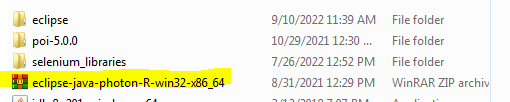 eclipse 9/10/2022 11:39 AM File folder
poi-5.0.0 10/29/2021 12:30 ... File folder
selenium_libraries 7/26/2022 12:52 PM File folder
eclipse-java-photon-R-win32-x86_64 8/31/2021 12:29 PM WinRAR ZIP archiv